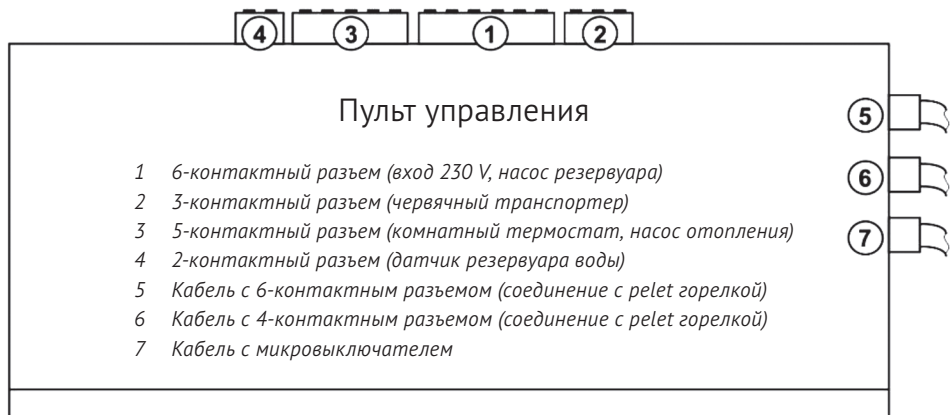 4 3 1 2
Пульт управления
5
6
7
1 6-контактный разъем (вход 230 V, насос резервуара)
2 3-контактный разъем (червячный транспортер)
3 5-контактный разъем (комнатный термостат, насос отопления)
4 2-контактный разъем (датчик резервуара воды)
5 Кабель с 6-контактным разъемом (соединение с pelet горелкой)
6 Кабель с 4-контактным разъемом (соединение с pelet горелкой)
7 Кабель с микровыключателем